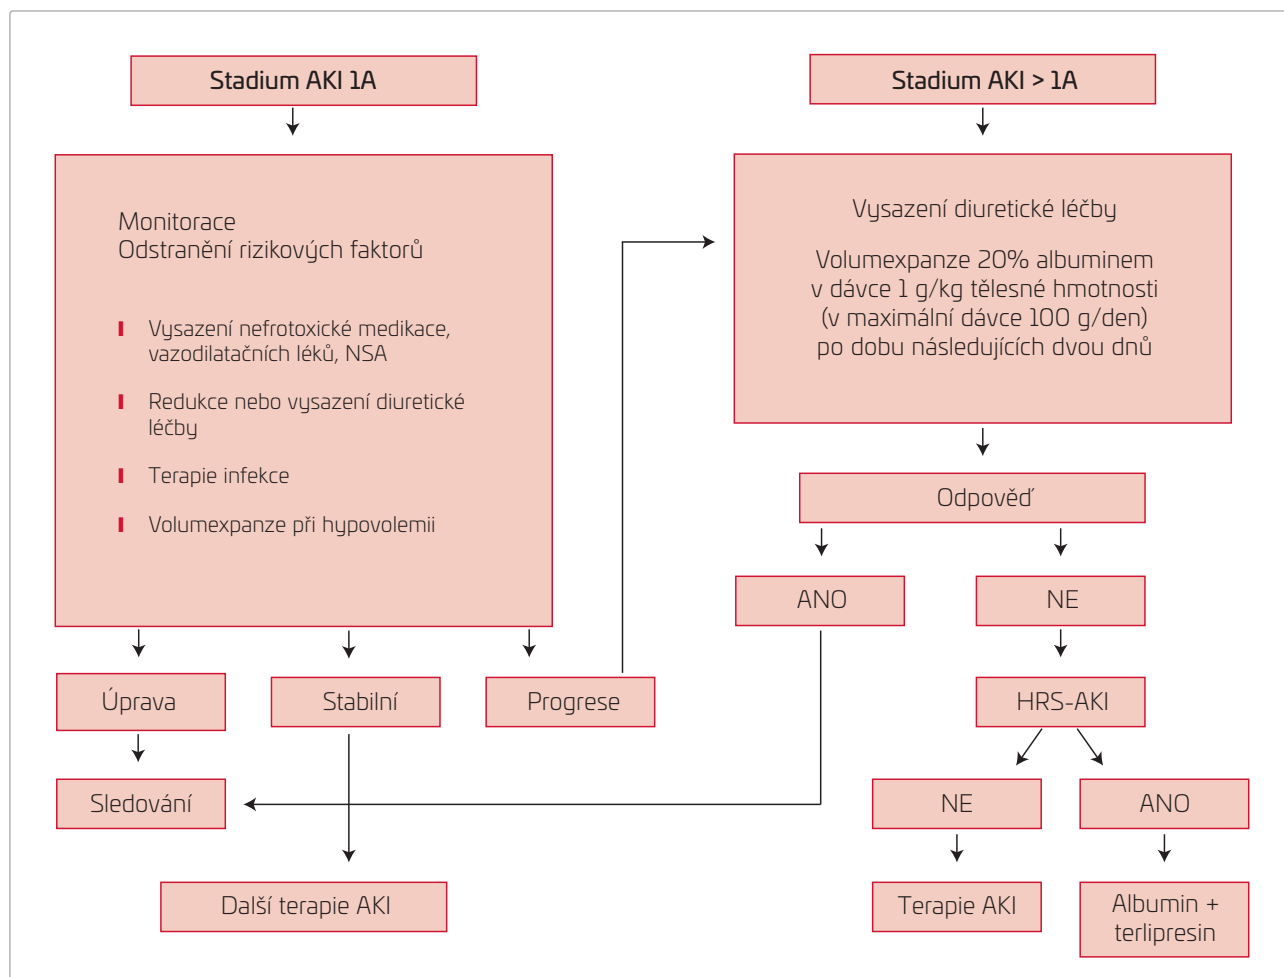 Stadium AKI 1A
Monitorace
Odstranění rizikových faktorů
Vysazení nefrotoxické medikace,
vazodilatačních léků, NSA
Redukce nebo vysazení diuretické
léčby
Terapie infekce
Volumexpanze při hypovolemii
Úprava
Stabilní
Progrese
Sledování
Další terapie AKI
Stadium AKI > 1A
Vysazení diuretické léčby
Volumexpanze 20% albuminem
v dávce 1 g/kg tělesné hmotnosti
(v maximální dávce 100 g/den)
po dobu následujících dvou dnů
Odpověď
ANO
NE
HRS-AKI
NE
ANO
Terapie AKI
Albumin +
terlipresin